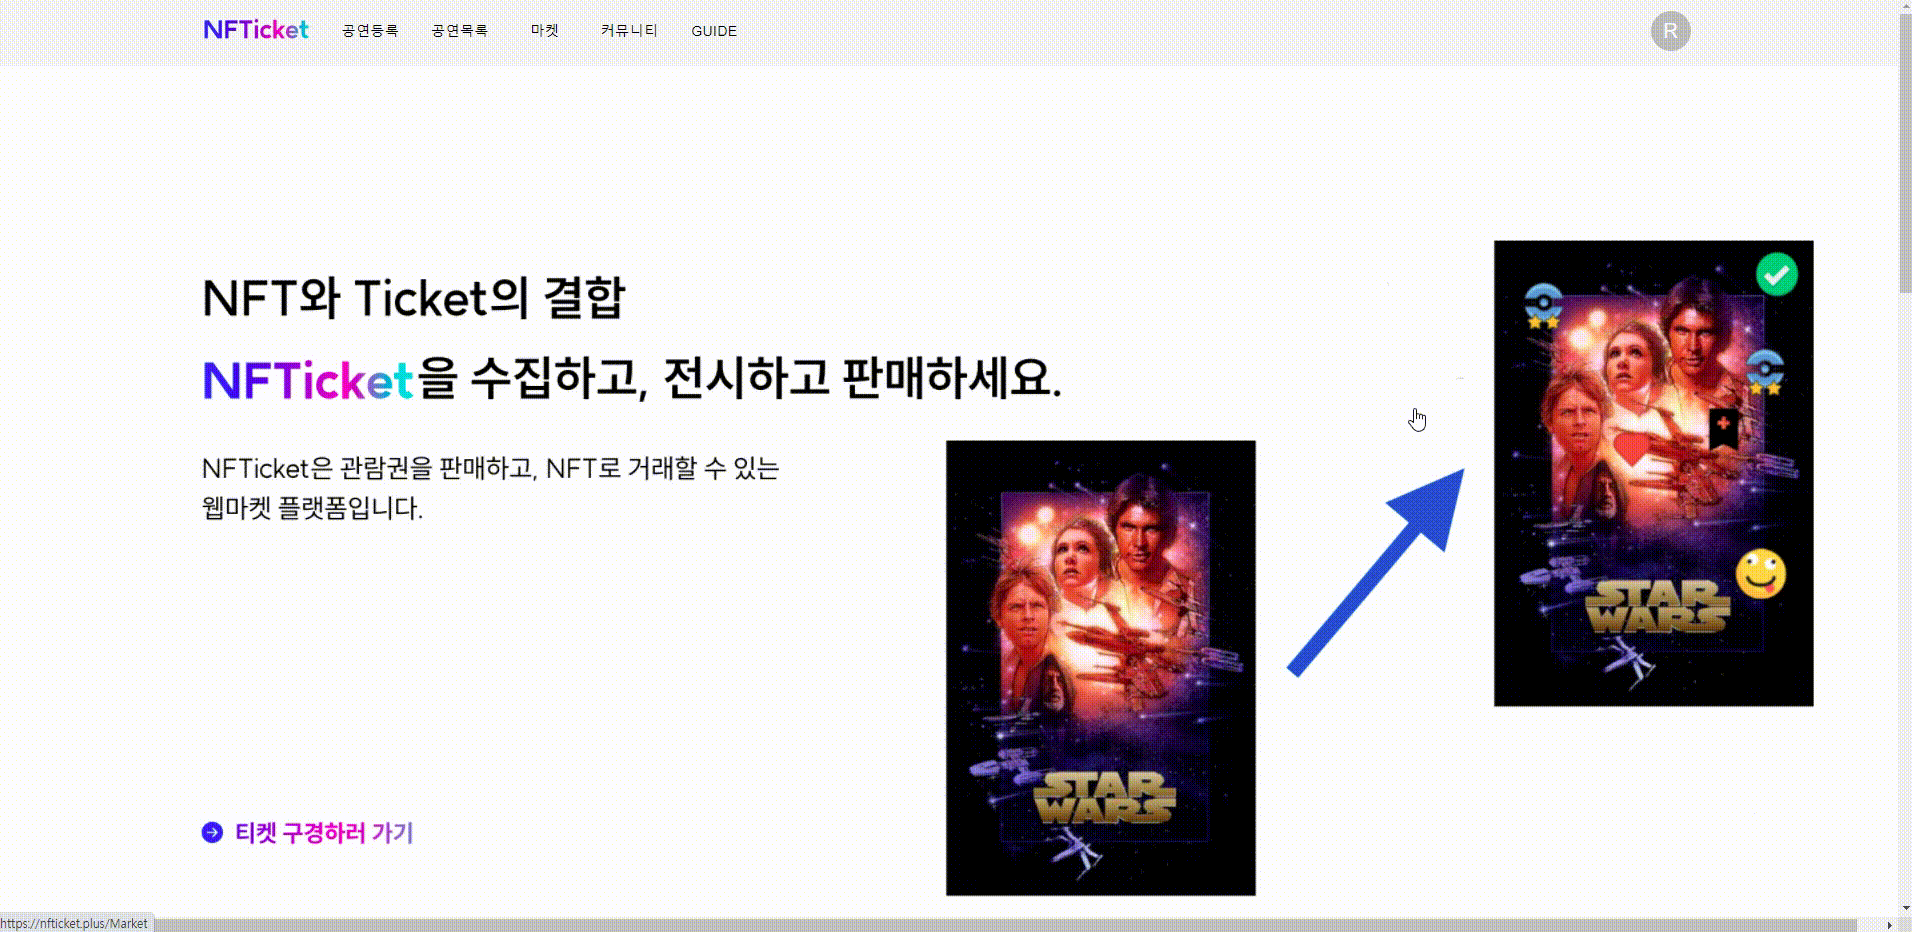 NFTicket 공연등록 공연목록 마켓 커뮤니티 GUIDE R
NFT와 Ticket의 결합
NFTicket을 수집하고, 전시하고 판매하세요.
NFTicket은 관람권을 판매하고, NFT로 거래할 수 있는
웹마켓 플랫폼입니다.
STAR
WARS
STAR
WARS
티켓 구경하러 가기
https://nfticket.plus/Market